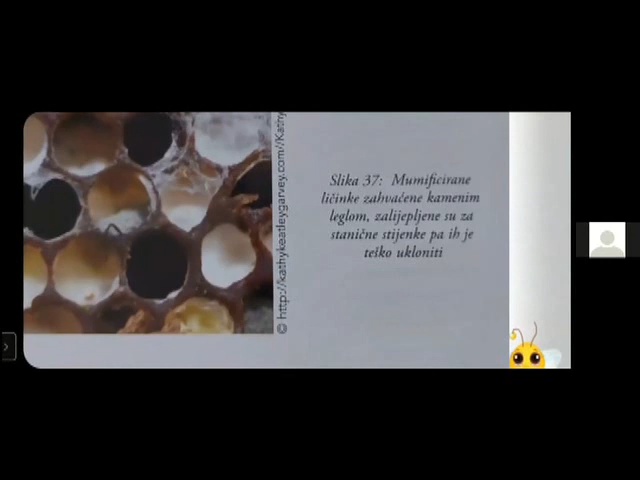 Slika 37: Mumificirane
ličinke zahvaćene kamenim
leglom, zalijepljene su za
stanične stijenke pa ih je
teško ukloniti
© http://kathykeatleygarvey.com//Kathy